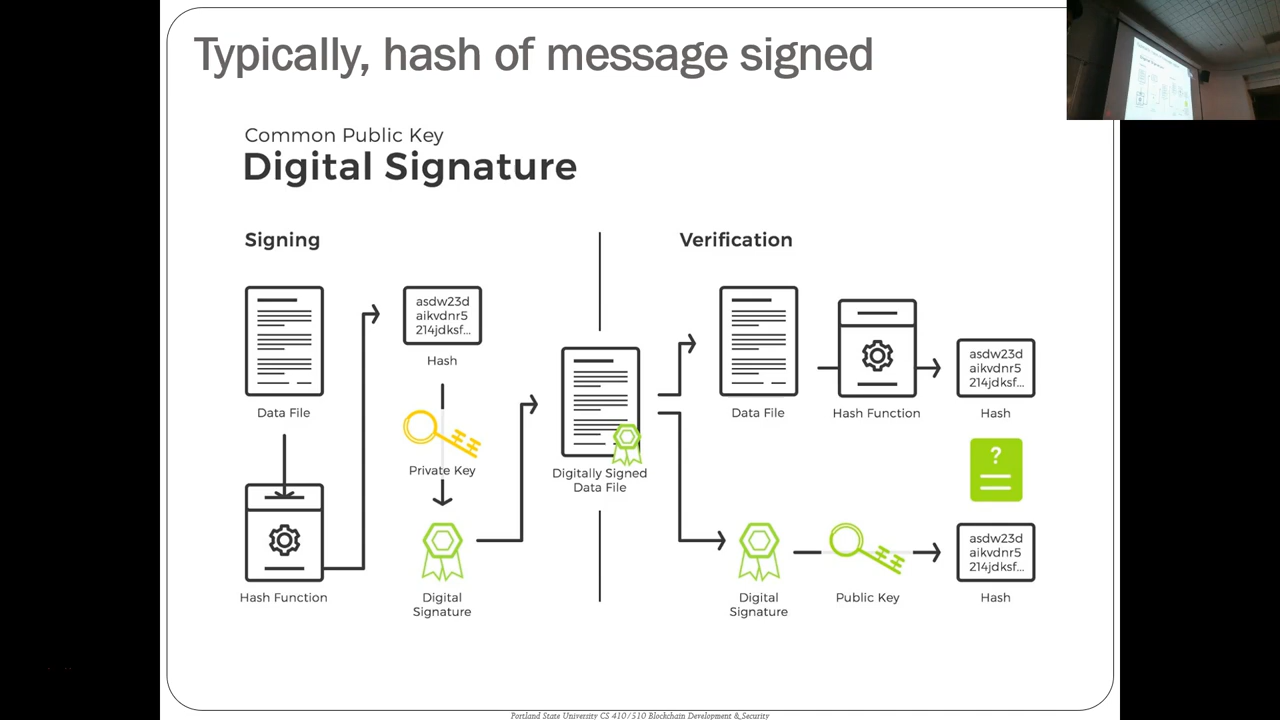 Typically, hash of message signed
Common Public Key
Digital Signature
Signing
Verification
Data File
Hash Function
asdw23d
aikvdnr5
214jdksf...
Hash
Private Key
Digital
Signature
Digitally Signed
Data File
Data File
Hash Function
asdw23d
aikvdnr5
214jdksf...
Hash
?
Digital
Signature
Public Key
asdw23d
aikvdnr5
214jdksf...
Hash
Portland State University CS 410/510 Blockchain Development & Security